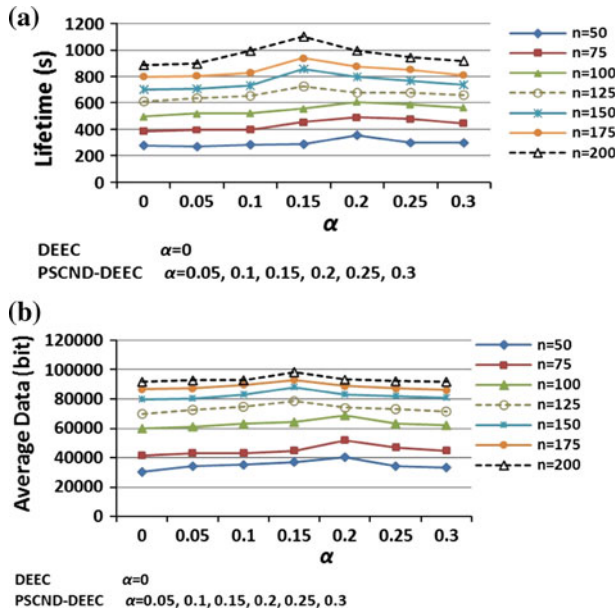 (a)
Lifetime (s)
1200
1000
800
600
400
200
0
0 0.05 0.1 0.15 0.2 0.25 0.3
α
n=50
n=75
n=100
n=125
n=150
n=175
n=200
DEEC α=0
PSCND-DEEC α=0.05, 0.1, 0.15, 0.2, 0.25, 0.3
(b)
Average Data (bit)
120000
100000
80000
60000
40000
20000
0
0 0.05 0.1 0.15 0.2 0.25 0.3
α
n=50
n=75
n=100
n=125
n=150
n=175
n=200
DEEC α=0
PSCND-DEEC α=0.05, 0.1, 0.15, 0.2, 0.25, 0.3